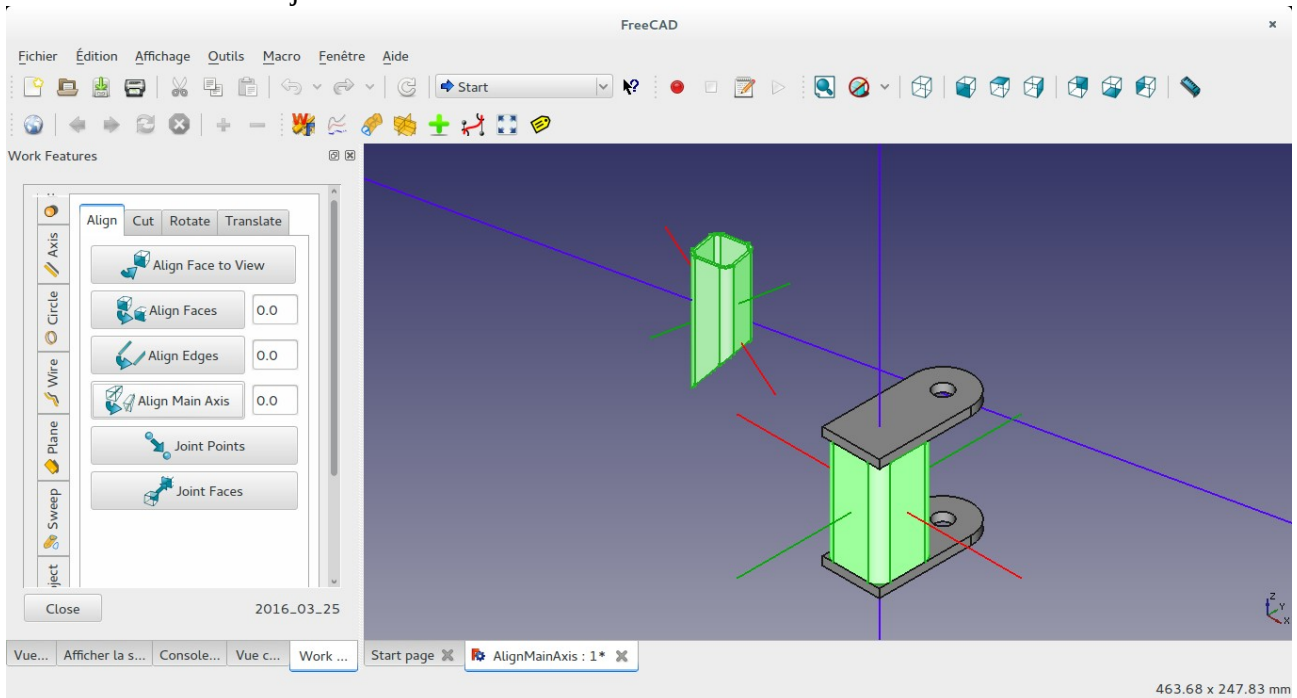 FreeCAD
Fichier Édition Affichage Outils Macro Fenêtre Aide
Start
Work Features
Align Cut Rotate Translate
Axis
Circle
Wire
Plane
Sweep
ject
Align Face to View
Align Faces 0.0
Align Edges 0.0
Align Main Axis 0.0
Joint Points
Joint Faces
Close 2016_03_25
Z
Y
X
Vue... Afficher la s... Console... Vue c... Work ... Start page AlignMainAxis : 1*
463.68 x 247.83 mm